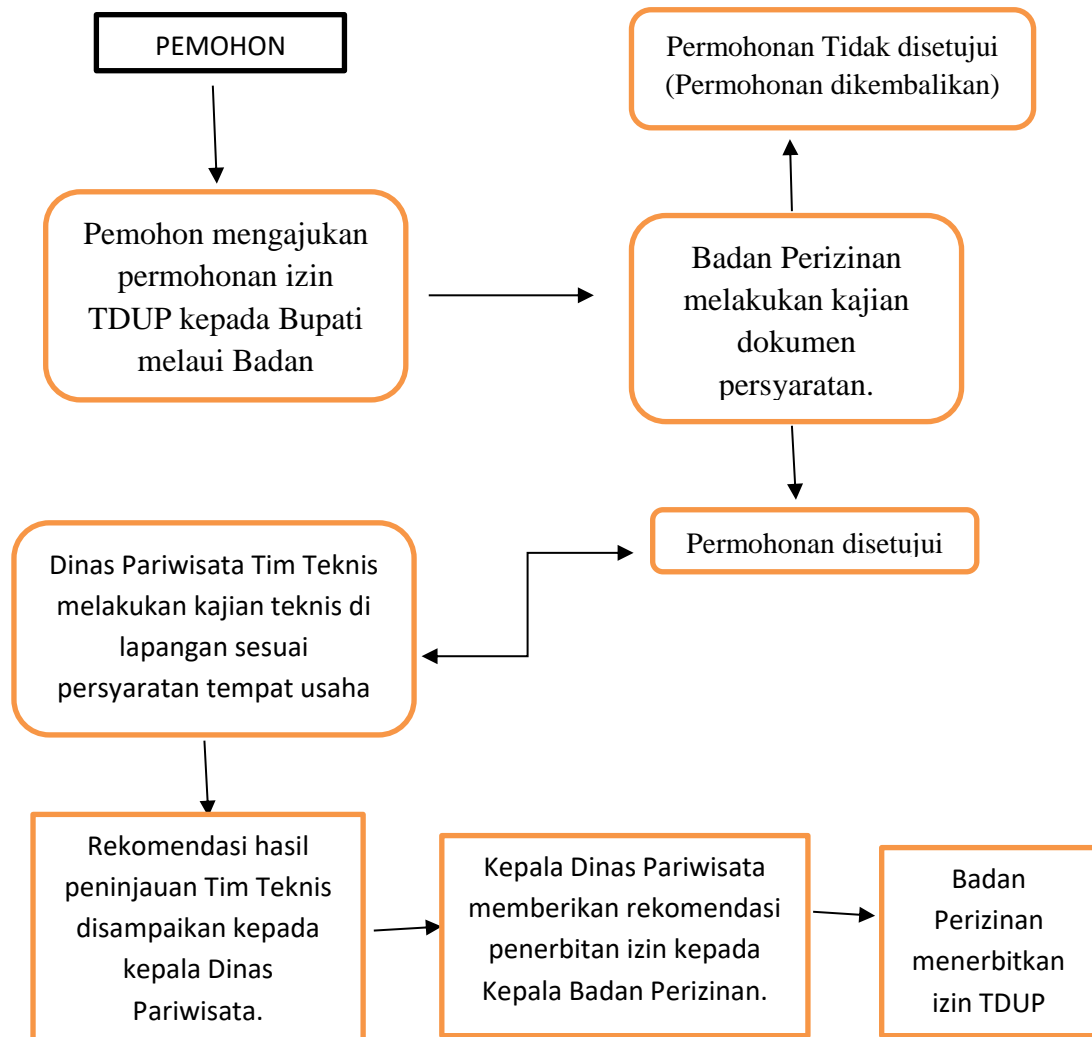 PEMOHON
Permohonan Tidak disetujui
(Permohonan dikembalikan)
Pemohon mengajukan
permohonan izin
TDUP kepada Bupati
melaui Badan
Badan Perizinan
melakukan kajian
dokumen
persyaratan.
Permohonan disetujui
Dinas Pariwisata Tim Teknis
melakukan kajian teknis di
lapangan sesuai
persyaratan tempat usaha
Rekomendasi hasil
peninjauan Tim Teknis
disampaikan kepada
kepala Dinas
Pariwisata.
Kepala Dinas Pariwisata
memberikan rekomendasi
penerbitan izin kepada
Kepala Badan Perizinan.
Badan
Perizinan
menerbitkan
izin TDUP